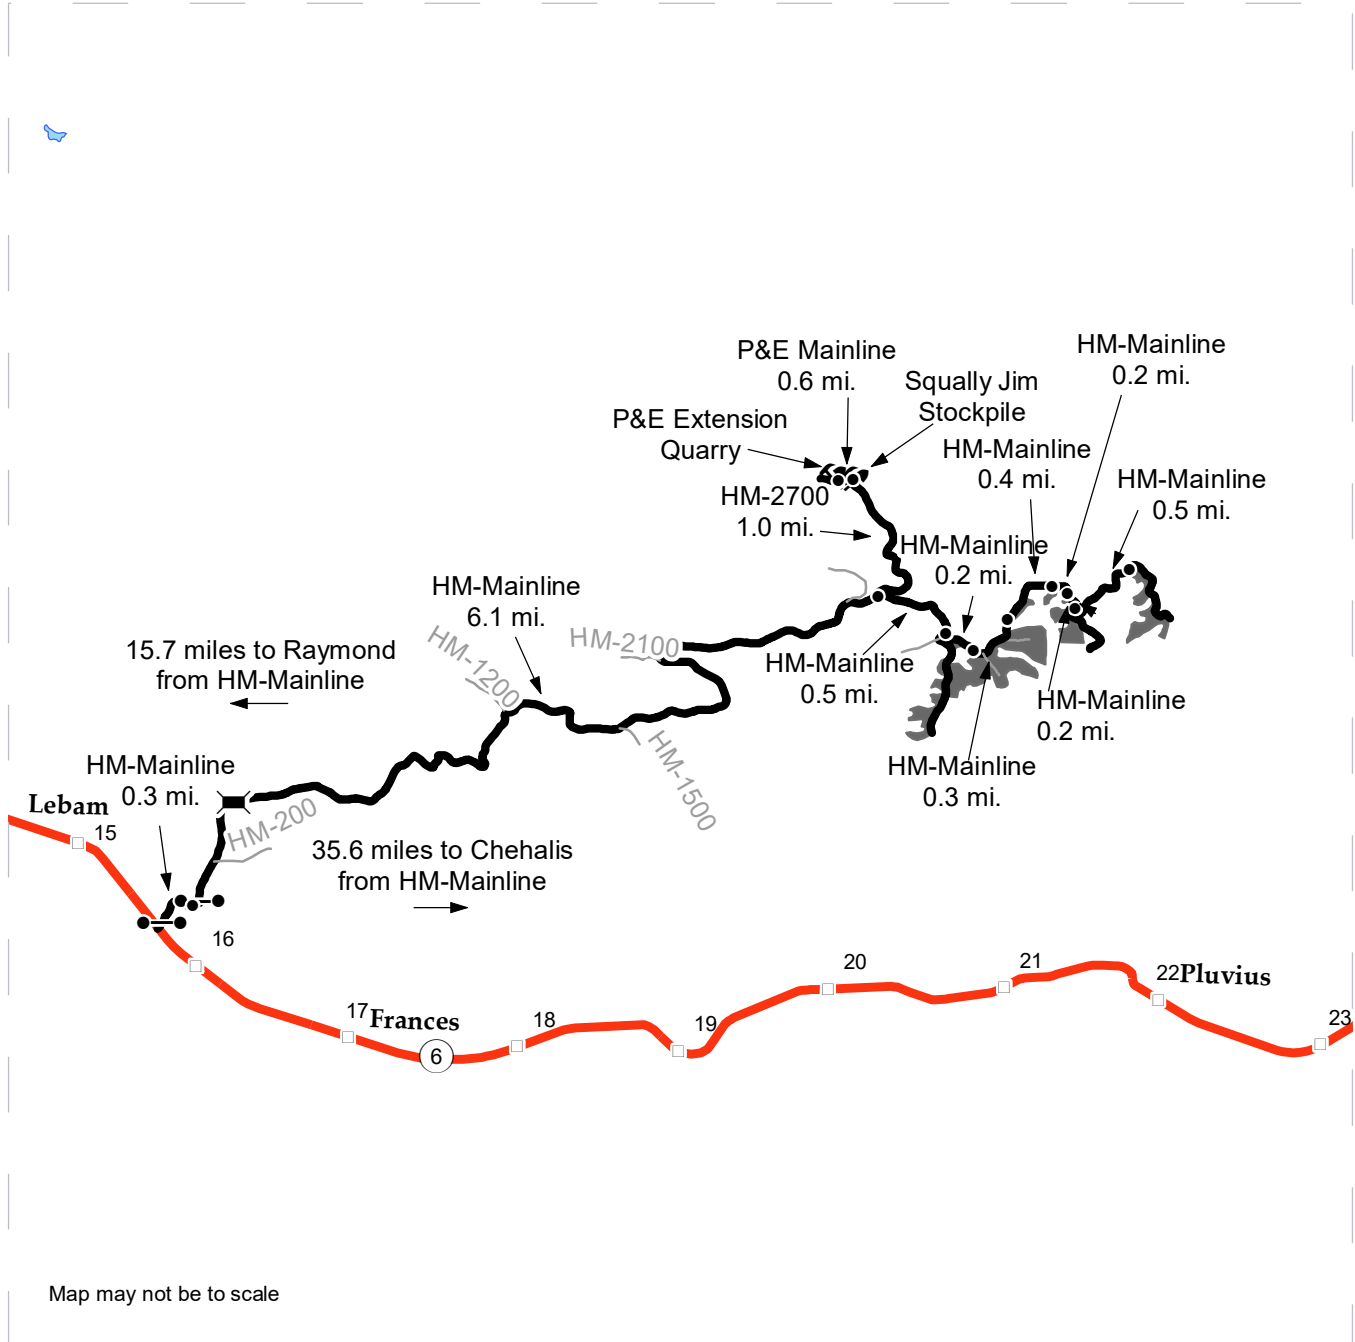 HM-Mainline
0.2 mi.
P&E Mainline
0.6 mi.
Squally Jim
Stockpile
P&E Extension
Quarry
HM-Mainline
0.4 mi.
HM-Mainline
0.5 mi.
HM-2700
1.0 mi.
HM-Mainline
0.2 mi.
HM-Mainline
6.1 mi.
HM-1200
HM-2100
15.7 miles to Raymond
from HM-Mainline
HM-Mainline
0.5 mi.
HM-Mainline
0.2 mi.
HM-1500
HM-Mainline
0.3 mi.
HM-Mainline
0.3 mi.
Lebam
15
HM-200
35.6 miles to Chehalis
from HM-Mainline
16
17
Frances
6
18
19
20
21
22
Pluvius
23
Map may not be to scale